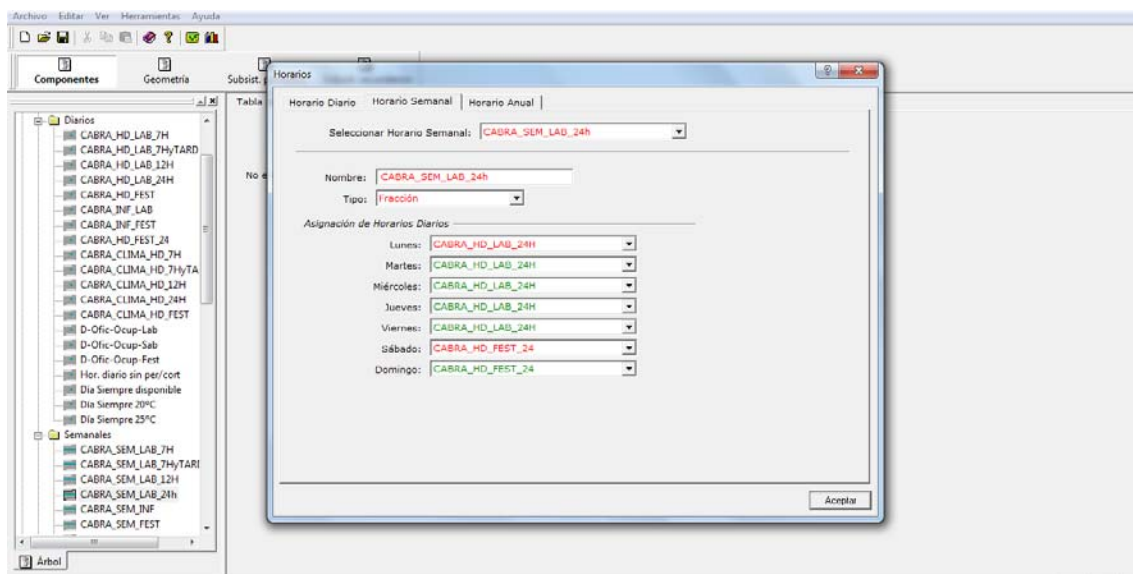 Archivo Editar Ver Herramientas Ayuda
Componentes Geometría Subsist.
Horarios
Tabla
Horario Diario Horario Semanal Horario Anual
Seleccionar Horario Semanal: CABRA_SEM_LAB_24h
No e
Nombre: CABRA_SEM_LAB_24h
Tipo: Fracción
Asignación de Horarios Diarios
Lunes: CABRA_HD_LAB_24H
Martes: CABRA_HD_LAB_24H
Miércoles: CABRA_HD_LAB_24H
Jueves: CABRA_HD_LAB_24H
Viernes: CABRA_HD_LAB_24H
Sábado: CABRA_HD_FEST_24
Domingo: CABRA_HD_FEST_24
Aceptar
Diarios
CABRA_HD_LAB_7H
CABRA_HD_LAB_7HyTARD
CABRA_HD_LAB_12H
CABRA_HD_LAB_24H
CABRA_HD_FEST
CABRA_INF_LAB
CABRA_INF_FEST
CABRA_HD_FEST_24
CABRA_CLIMA_HD_7H
CABRA_CLIMA_HD_7HyTA
CABRA_CLIMA_HD_12H
CABRA_CLIMA_HD_24H
CABRA_CLIMA_HD_FEST
D-Ofic-Ocup-Lab
D-Ofic-Ocup-Sab
D-Ofic-Ocup-Fest
Hor. diario sin per/cort
Día Siempre disponible
Día Siempre 20ºC
Día Siempre 25ºC
Semanales
CABRA_SEM_LAB_7H
CABRA_SEM_LAB_7HyTARI
CABRA_SEM_LAB_12H
CABRA_SEM_LAB_24h
CABRA_SEM_INF
CABRA_SEM_FEST
Árbol